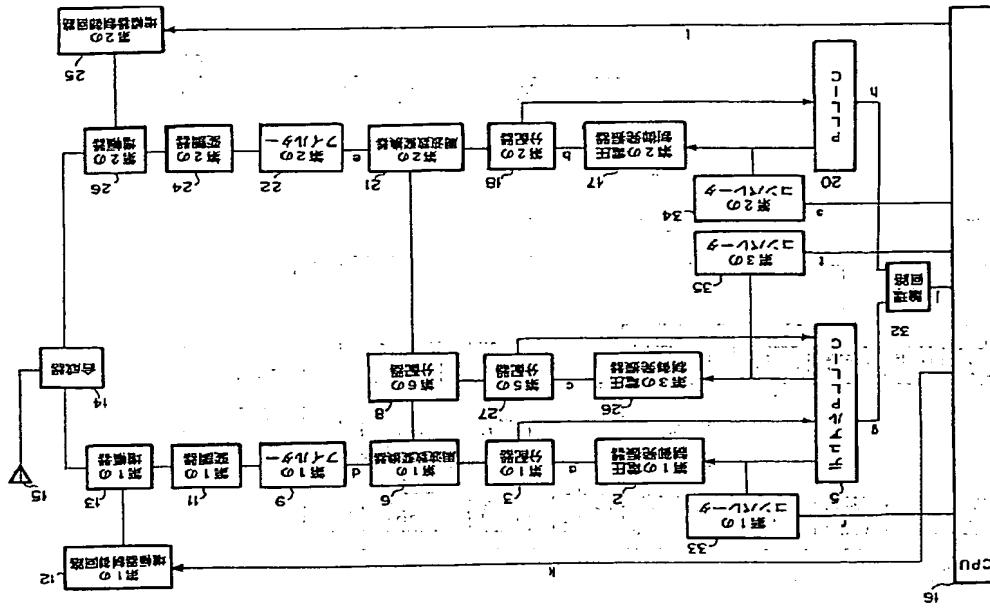 16
CPU
k
12
第1の
増幅器制御回路
33
第1の
コンパレータ
r
5
デュアルPLL-IC
2
第1の電圧
制御発振器
a
3
第1の
分配器
6
第1の
周波数変換器
d
9
第1の
フィルター
11
第1の
変調器
13
第1の
増幅器
15
g
26
第3の電圧
制御発振器
c
27
第5の
分配器
8
第6の
分配器
14
合成器
32
論理
回路
j
35
第3の
コンパレータ
t
34
第2の
コンパレータ
s
h
20
PLL-IC
17
第2の電圧
制御発振器
b
18
第2の
分配器
21
第2の
周波数変換器
e
22
第2の
フィルター
24
第2の
変調器
26
第2の
増幅器
25
第2の
増幅器制御回路
l